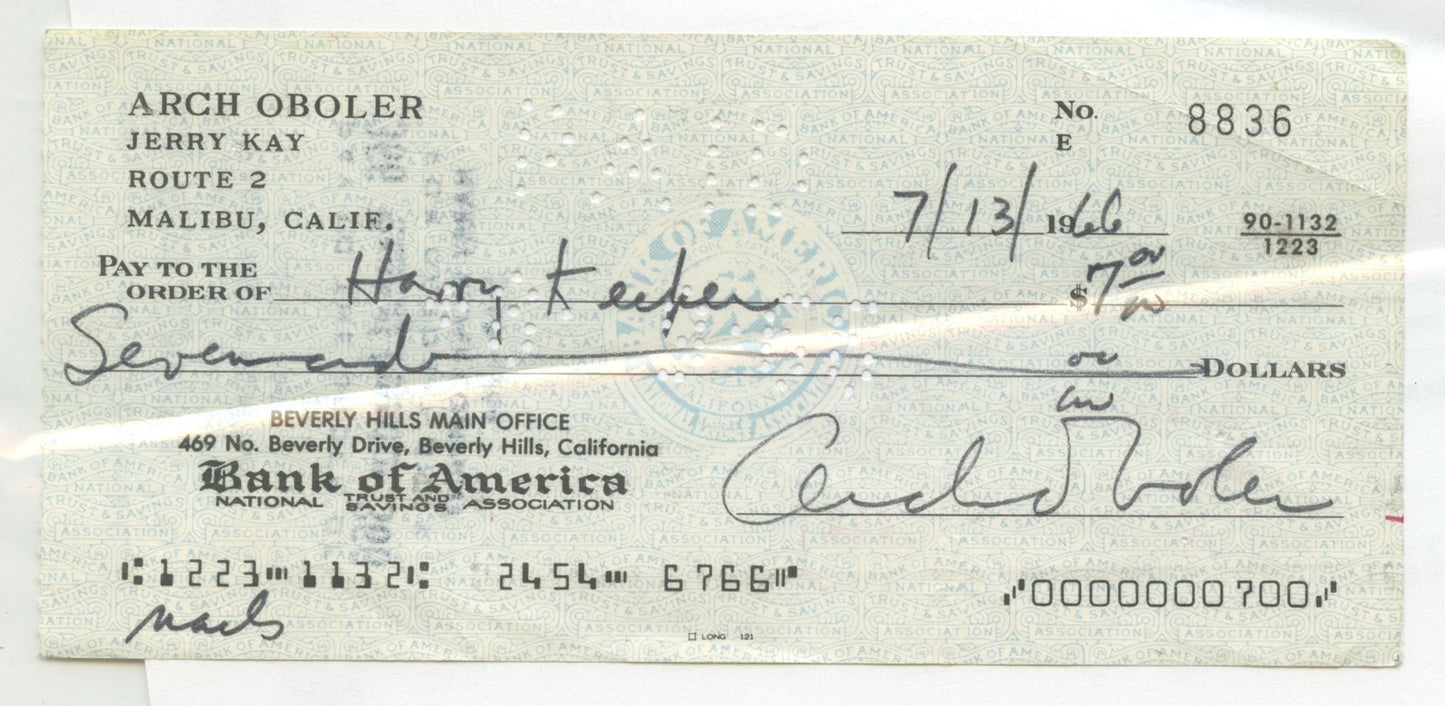 ARCH OBOLER
JERRY KAY
ROUTE 2
MALIBU, CALIF.
No. 8836
E
7/13/1966
90-1132
1223
PAY TO THE
ORDER OF Harry $7 00
Seven and DOLLARS
BEVERLY HILLS MAIN OFFICE
469 No. Beverly Drive, Beverly Hills, California
Bank of America
NATIONAL TRUST AND SAVINGS ASSOCIATION
Arch Oboler
⑆1223⑉1132⑆ 2454⑉ 6766⑈ ⑇0000000700⑇
LONG 121